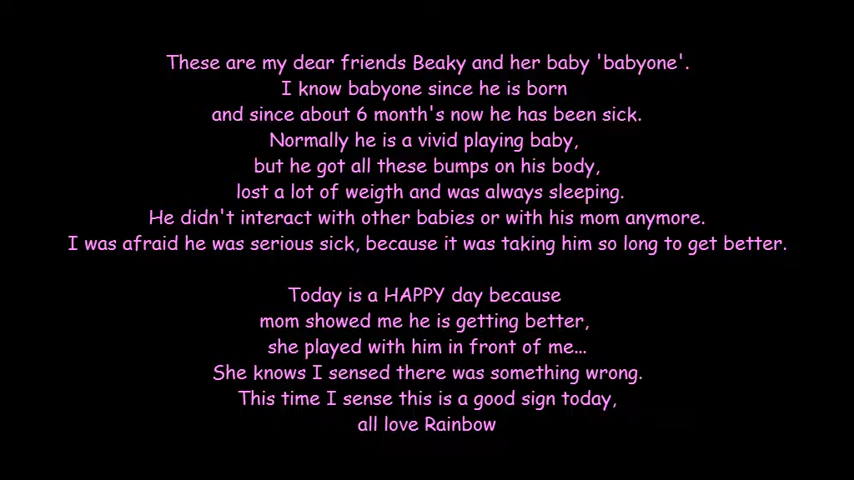 These are my dear friends Beaky and her baby 'babyone'.
I know babyone since he is born
and since about 6 month's now he has been sick.
Normally he is a vivid playing baby,
but he got all these bumps on his body,
lost a lot of weigth and was always sleeping.
He didn't interact with other babies or with his mom anymore.
I was afraid he was serious sick, because it was taking him so long to get better.
Today is a HAPPY day because
mom showed me he is getting better,
she played with him in front of me...
She knows I sensed there was something wrong.
This time I sense this is a good sign today,
all love Rainbow